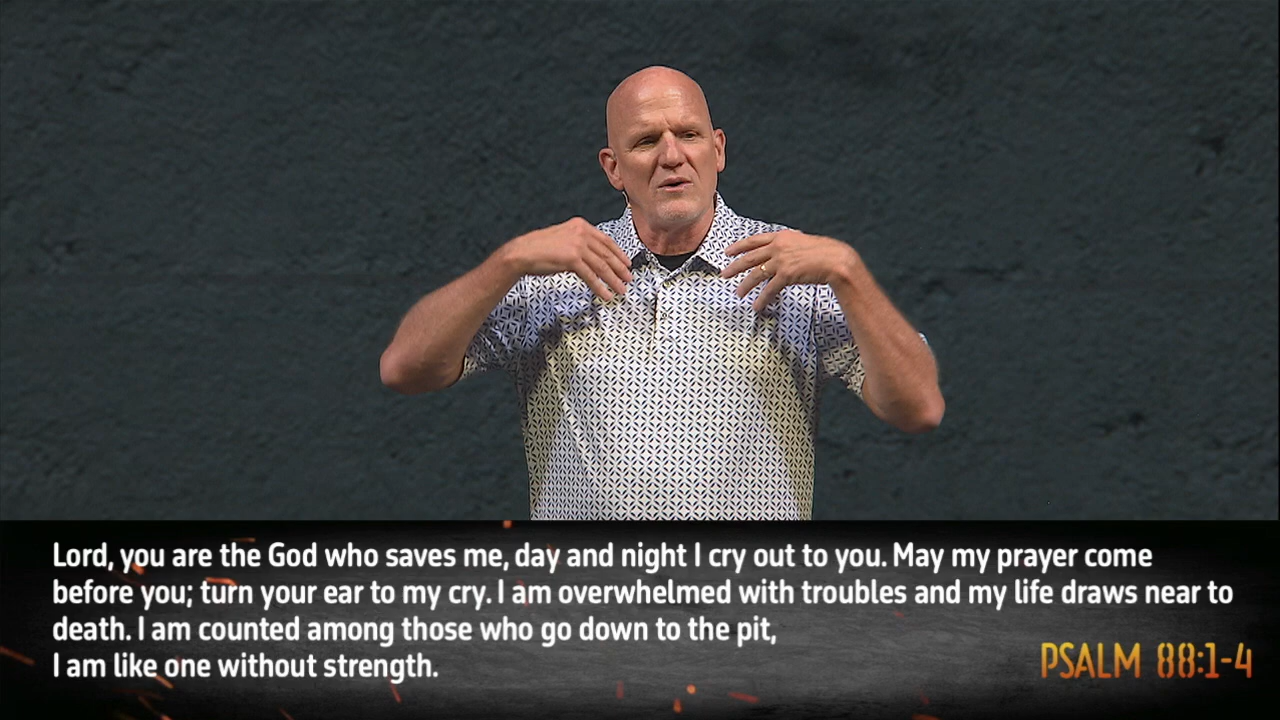 Lord, you are the God who saves me, day and night I cry out to you. May my prayer come
before you; turn your ear to my cry. I am overwhelmed with troubles and my life draws near to
death. I am counted among those who go down to the pit,
I am like one without strength.
PSALM 88:1-4